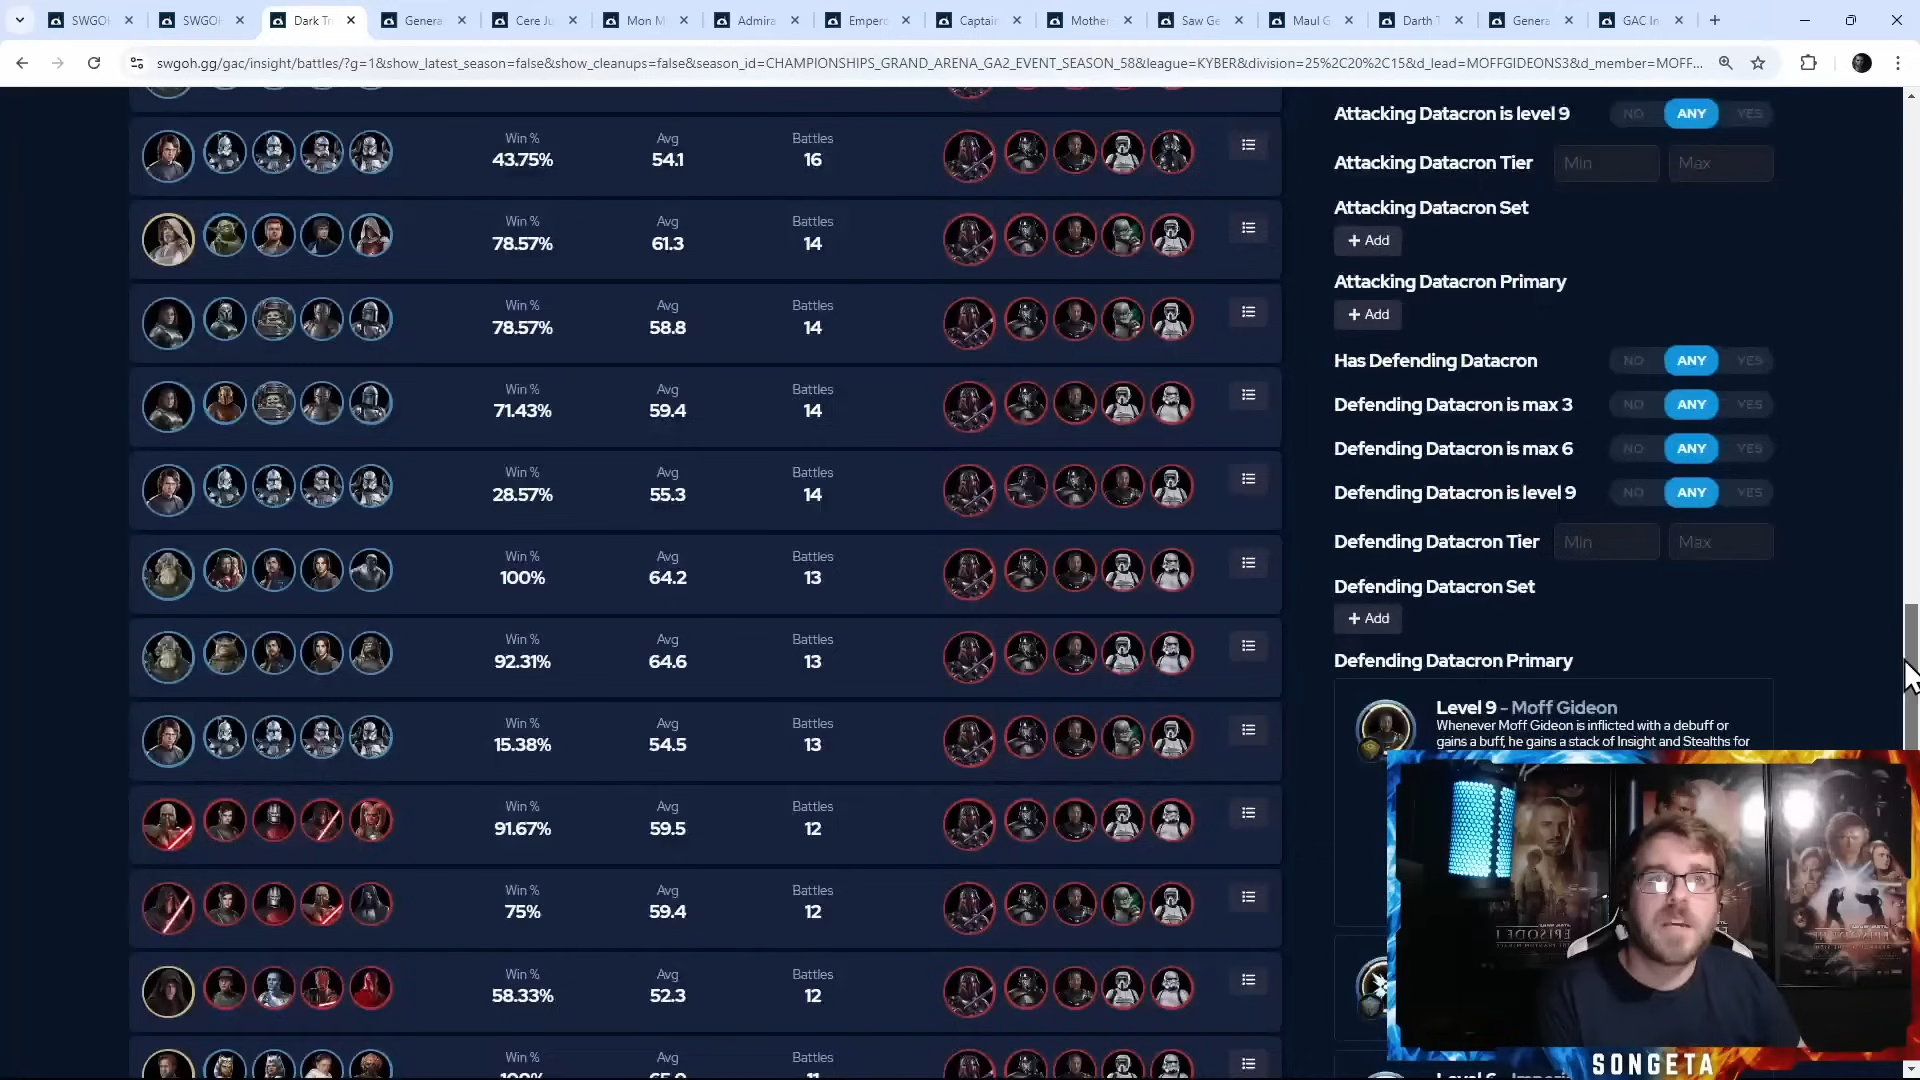 SWGOH
SWGOH
Dark Tr
Genera
Cere Ju
Mon M
Admira
Emper
Captain
Mother
Saw Ge
Maul G
Darth T
Genera
GAC In
swgoh.gg/gac/insight/battles/?g=1&show_latest_season=false&show_cleanups=false&season_id=CHAMPIONSHIPS_GRAND_ARENA_GA2_EVENT_SEASON_58&league=KYBER&division=25%2C20%2C15&d_lead=MOFFGIDEONS3&d_member=MOFF...
Win % Avg Battles
43.75% 54.1 16
Win % Avg Battles
78.57% 61.3 14
Win % Avg Battles
78.57% 58.8 14
Win % Avg Battles
71.43% 59.4 14
Win % Avg Battles
28.57% 55.3 14
Win % Avg Battles
100% 64.2 13
Win % Avg Battles
92.31% 64.6 13
Win % Avg Battles
15.38% 54.5 13
Win % Avg Battles
91.67% 59.5 12
Win % Avg Battles
75% 59.4 12
Win % Avg Battles
58.33% 52.3 12
Win % Avg Battles
Attacking Datacron is level 9 NO ANY YES
Attacking Datacron Tier Min Max
Attacking Datacron Set
+ Add
Attacking Datacron Primary
+ Add
Has Defending Datacron NO ANY YES
Defending Datacron is max 3 NO ANY YES
Defending Datacron is max 6 NO ANY YES
Defending Datacron is level 9 NO ANY YES
Defending Datacron Tier Min Max
Defending Datacron Set
+ Add
Defending Datacron Primary
Level 9 - Moff Gideon
Whenever Moff Gideon is inflicted with a debuff or
gains a buff, he gains a stack of Insight and Stealths for
SONGETA